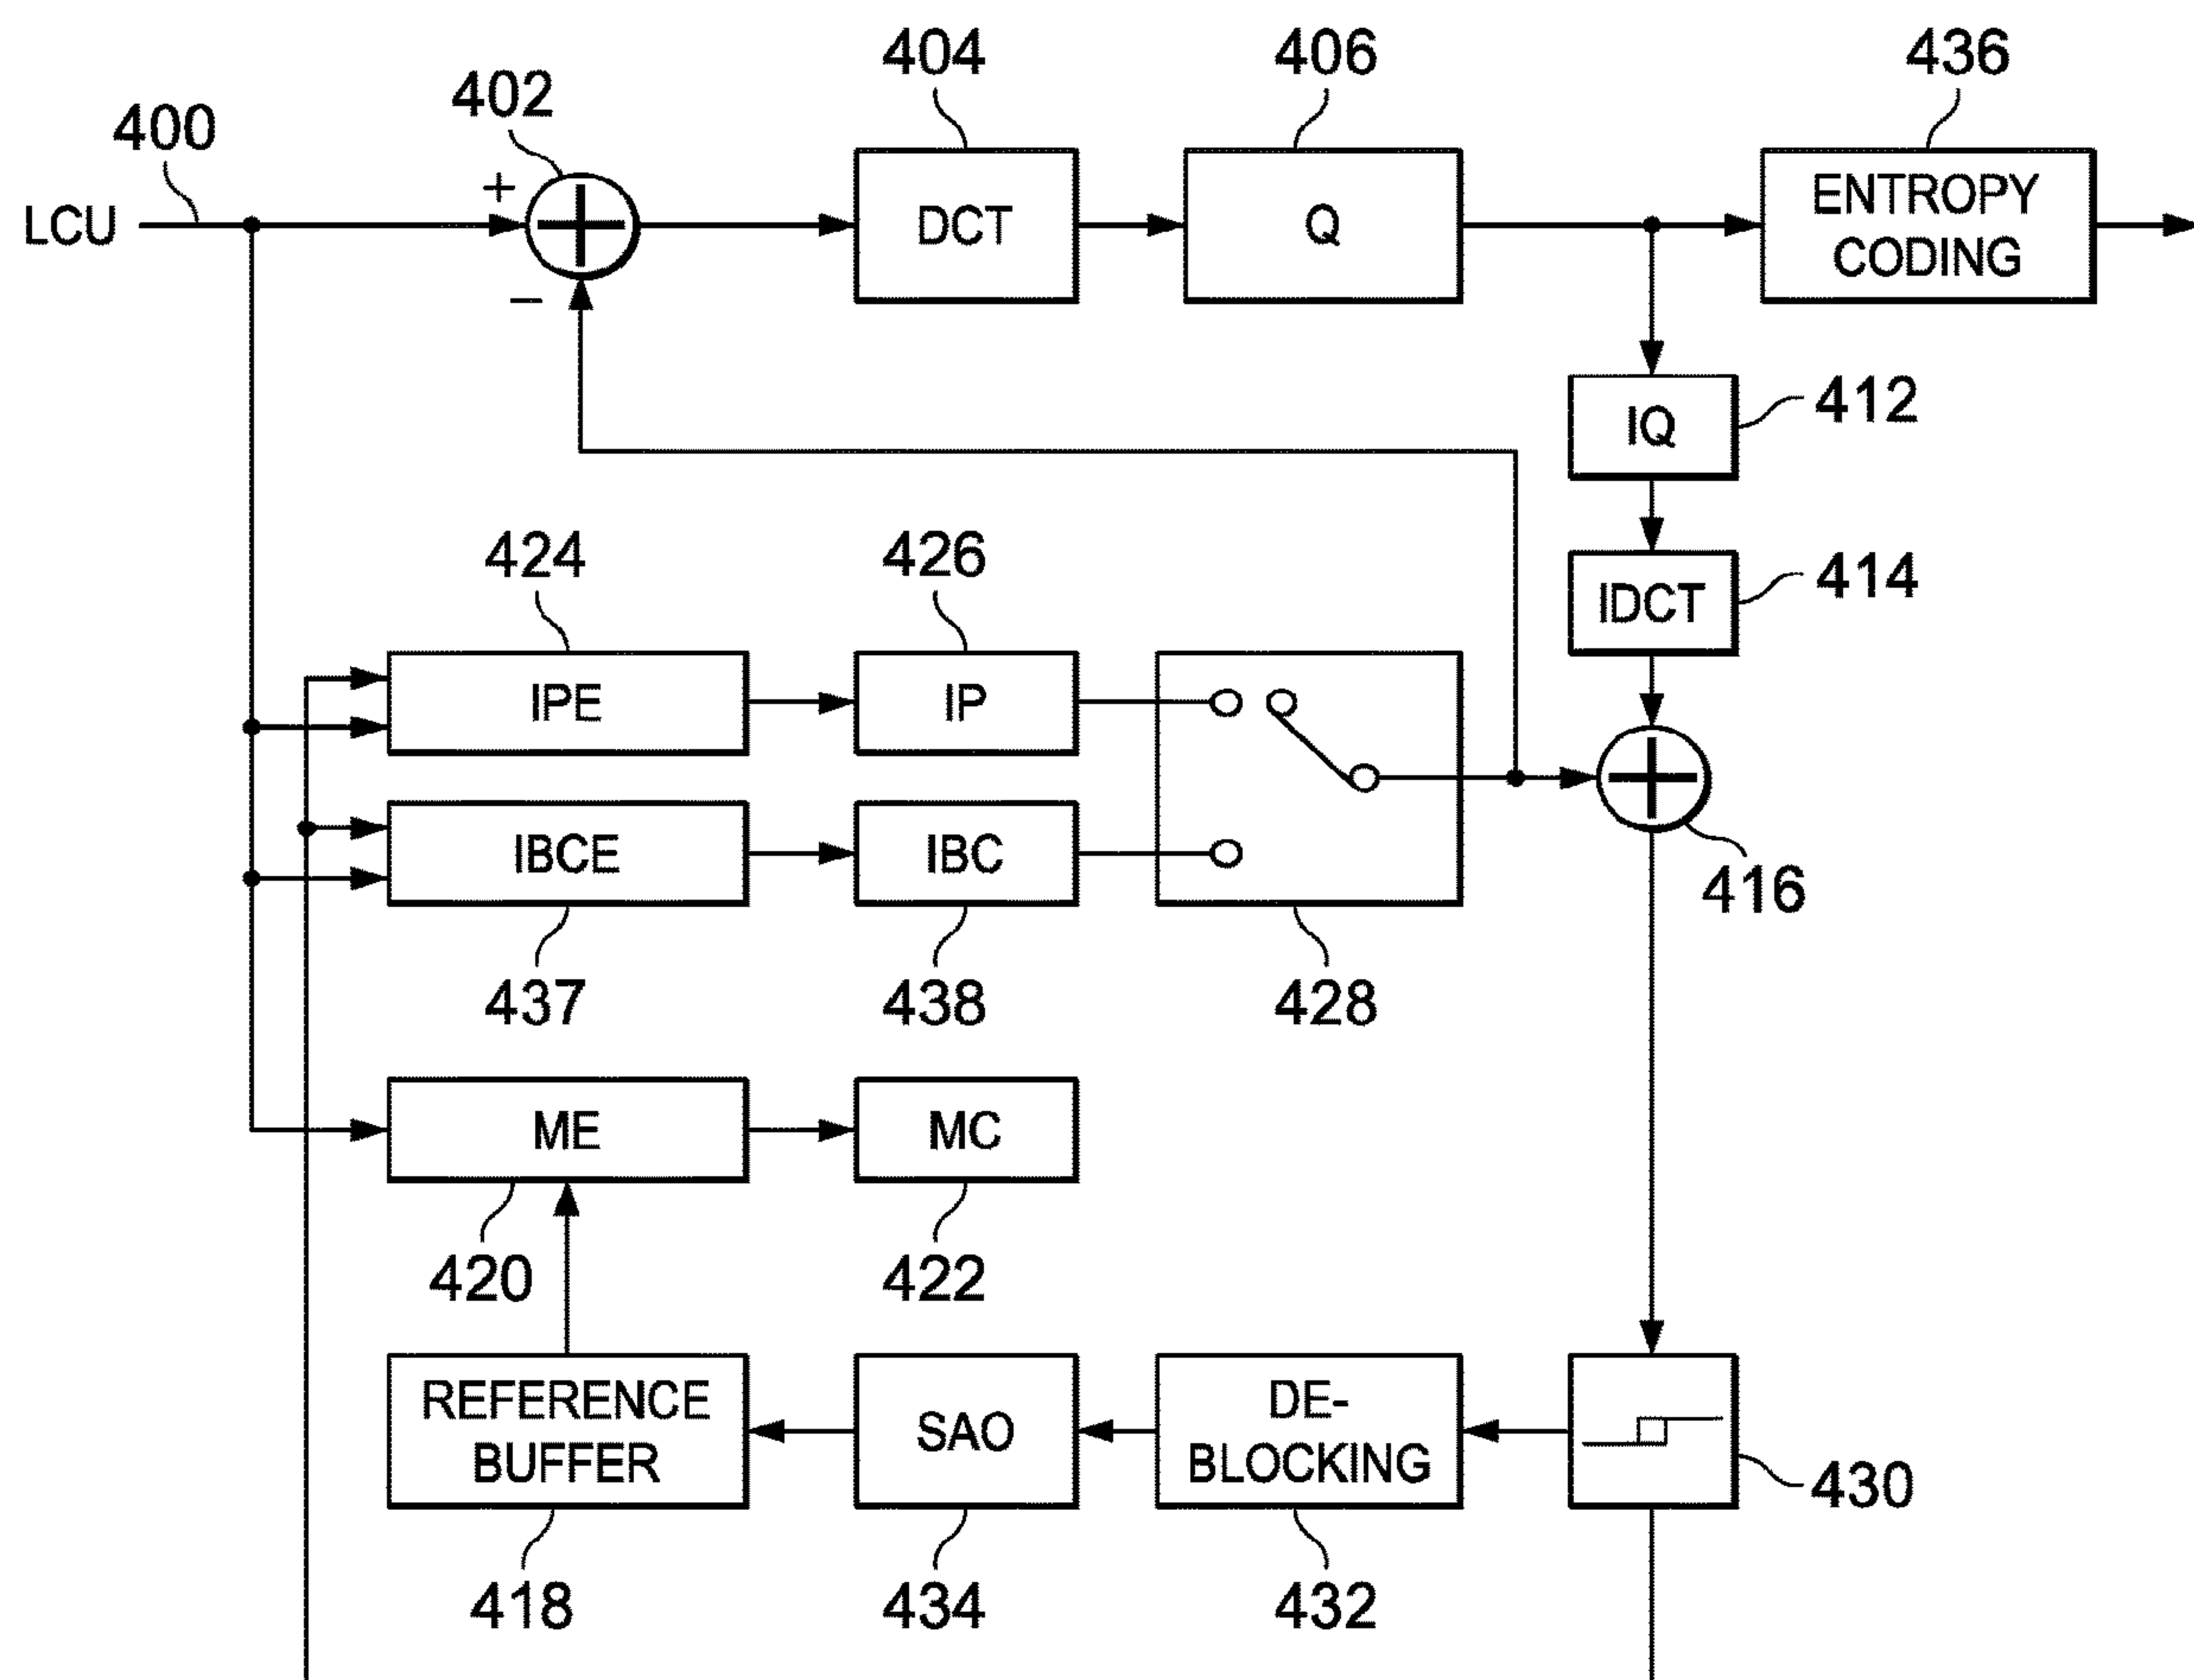 404
406
436
402
400
LCU
+
DCT
Q
ENTROPY
CODING
−
IQ
412
424
426
IDCT
414
IPE
IP
IBCE
IBC
416
437
438
428
ME
MC
420
422
REFERENCE
BUFFER
SAO
DE-
BLOCKING
430
418
434
432